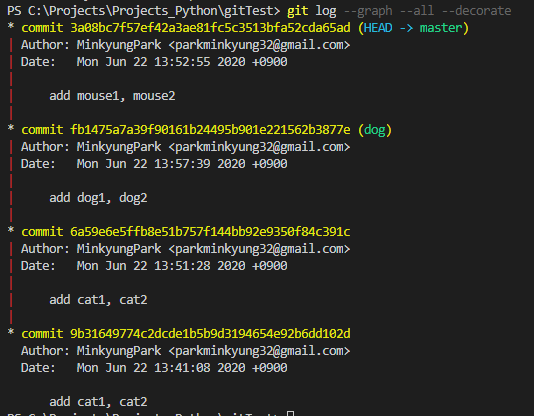 PS C:\Projects\Projects_Python\gitTest> git log --graph --all --decorate
* commit 3a08bc7f57ef42a3ae81fc5c3513bfa52cda65ad (HEAD -> master)
| Author: MinkyungPark <parkminkyung32@gmail.com>
| Date:   Mon Jun 22 13:52:55 2020 +0900
|
|     add mouse1, mouse2
|
* commit fb1475a7a39f90161b24495b901e221562b3877e (dog)
| Author: MinkyungPark <parkminkyung32@gmail.com>
| Date:   Mon Jun 22 13:57:39 2020 +0900
|
|     add dog1, dog2
|
* commit 6a59e6e5ffb8e51b757f144bb92e9350f84c391c
| Author: MinkyungPark <parkminkyung32@gmail.com>
| Date:   Mon Jun 22 13:51:28 2020 +0900
|
|     add cat1, cat2
|
* commit 9b31649774c2dcde1b5b9d3194654e92b6dd102d
  Author: MinkyungPark <parkminkyung32@gmail.com>
  Date:   Mon Jun 22 13:41:08 2020 +0900

      add cat1, cat2
PS C:\Projects\Projects_Python\gitTest>